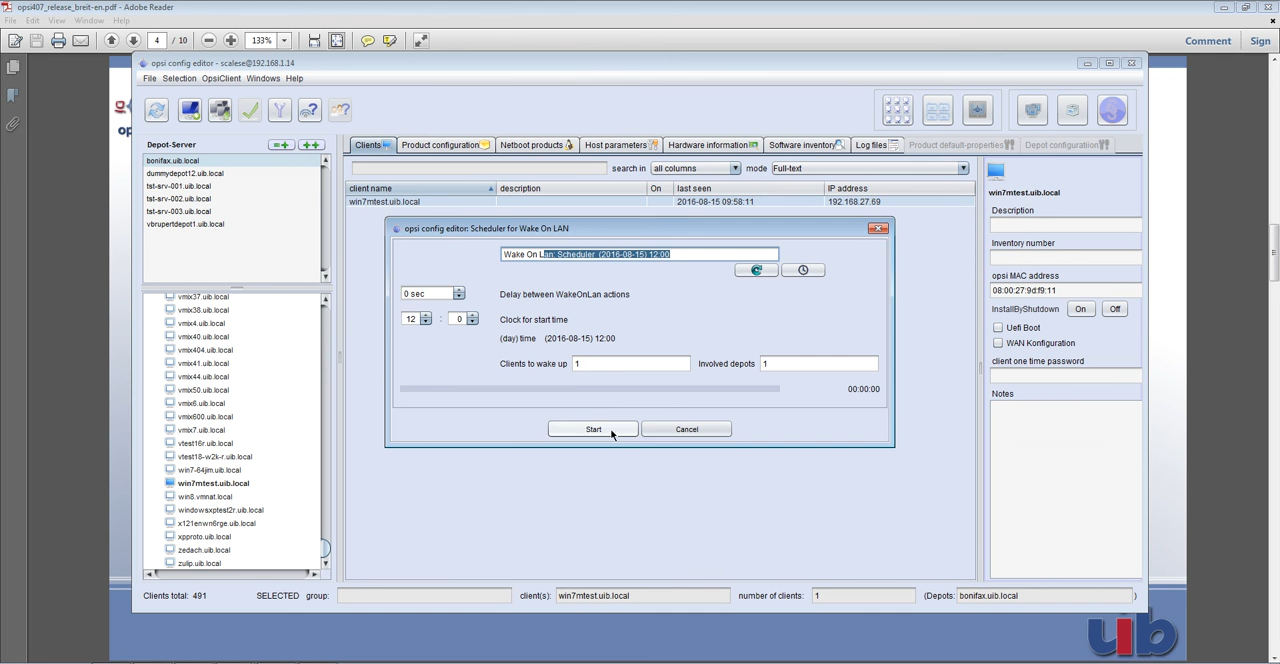 opsi407_release_breit-en.pdf - Adobe Reader
File Edit View Window Help
4 / 10 133% Comment Sign
opsi config editor - scalese@192.168.1.14
File Selection OpsiClient Windows Help
Depot-Server
Clients Product configuration Netboot products Host parameters Hardware information Software inventory Log files Product default-properties Depot configuration
bonifax.uib.local
dummydepot12.uib.local
tst-srv-001.uib.local
tst-srv-002.uib.local
tst-srv-003.uib.local
vbrupertdepot1.uib.local
search in all columns mode Full-text
client name description On last seen IP address
win7mtest.uib.local 2016-08-15 09:58:11 192.168.27.69
opsi config editor: Scheduler for Wake On LAN
Wake On Lan: Scheduler (2016-08-15) 12:00
0 sec Delay between WakeOnLan actions
12 : 0 Clock for start time
(day) time (2016-08-15) 12:00
Clients to wake up 1 Involved depots 1
00:00:00
Start Cancel
vmix37.uib.local
vmix38.uib.local
vmix4.uib.local
vmix40.uib.local
vmix404.uib.local
vmix41.uib.local
vmix44.uib.local
vmix50.uib.local
vmix6.uib.local
vmix600.uib.local
vmix7.uib.local
vtest16r.uib.local
vtest18-w2k-r.uib.local
win7-64jim.uib.local
win7mtest.uib.local
win8.vmnat.local
windowsxptest2r.uib.local
x121enwn6rge.uib.local
xpproto.uib.local
zedach.uib.local
zulip.uib.local
win7mtest.uib.local
Description
Inventory number
opsi MAC address
08:00:27:9d:f9:11
InstallByShutdown On Off
Uefi Boot
WAN Konfiguration
client one time password
Notes
Clients total: 491 SELECTED group: client(s): win7mtest.uib.local number of clients: 1 (Depots: bonifax.uib.local )
uib